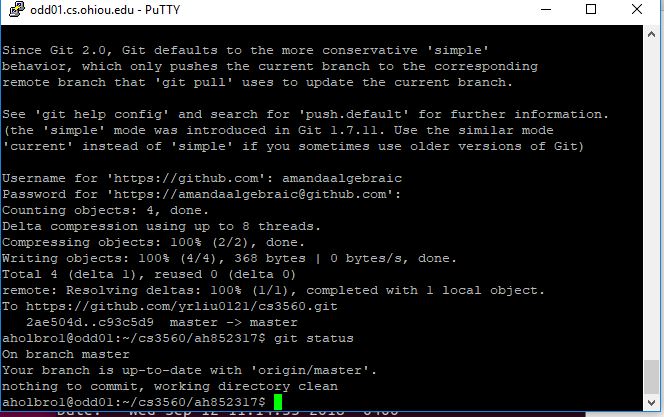 odd01.cs.ohiou.edu - PuTTY
Since Git 2.0, Git defaults to the more conservative 'simple'
behavior, which only pushes the current branch to the corresponding
remote branch that 'git pull' uses to update the current branch.
See 'git help config' and search for 'push.default' for further information.
(the 'simple' mode was introduced in Git 1.7.11. Use the similar mode
'current' instead of 'simple' if you sometimes use older versions of Git)
Username for 'https://github.com': amandaalgebraic
Password for 'https://amandaalgebraic@github.com':
Counting objects: 4, done.
Delta compression using up to 8 threads.
Compressing objects: 100% (2/2), done.
Writing objects: 100% (4/4), 368 bytes | 0 bytes/s, done.
Total 4 (delta 1), reused 0 (delta 0)
remote: Resolving deltas: 100% (1/1), completed with 1 local object.
To https://github.com/yrliu0121/cs3560.git
2ae504d..c93c5d9  master -> master
aholbro1@odd01:~/cs3560/ah852317$ git status
On branch master
Your branch is up-to-date with 'origin/master'.
nothing to commit, working directory clean
aholbro1@odd01:~/cs3560/ah852317$
Date: Wed Sep 12 2018